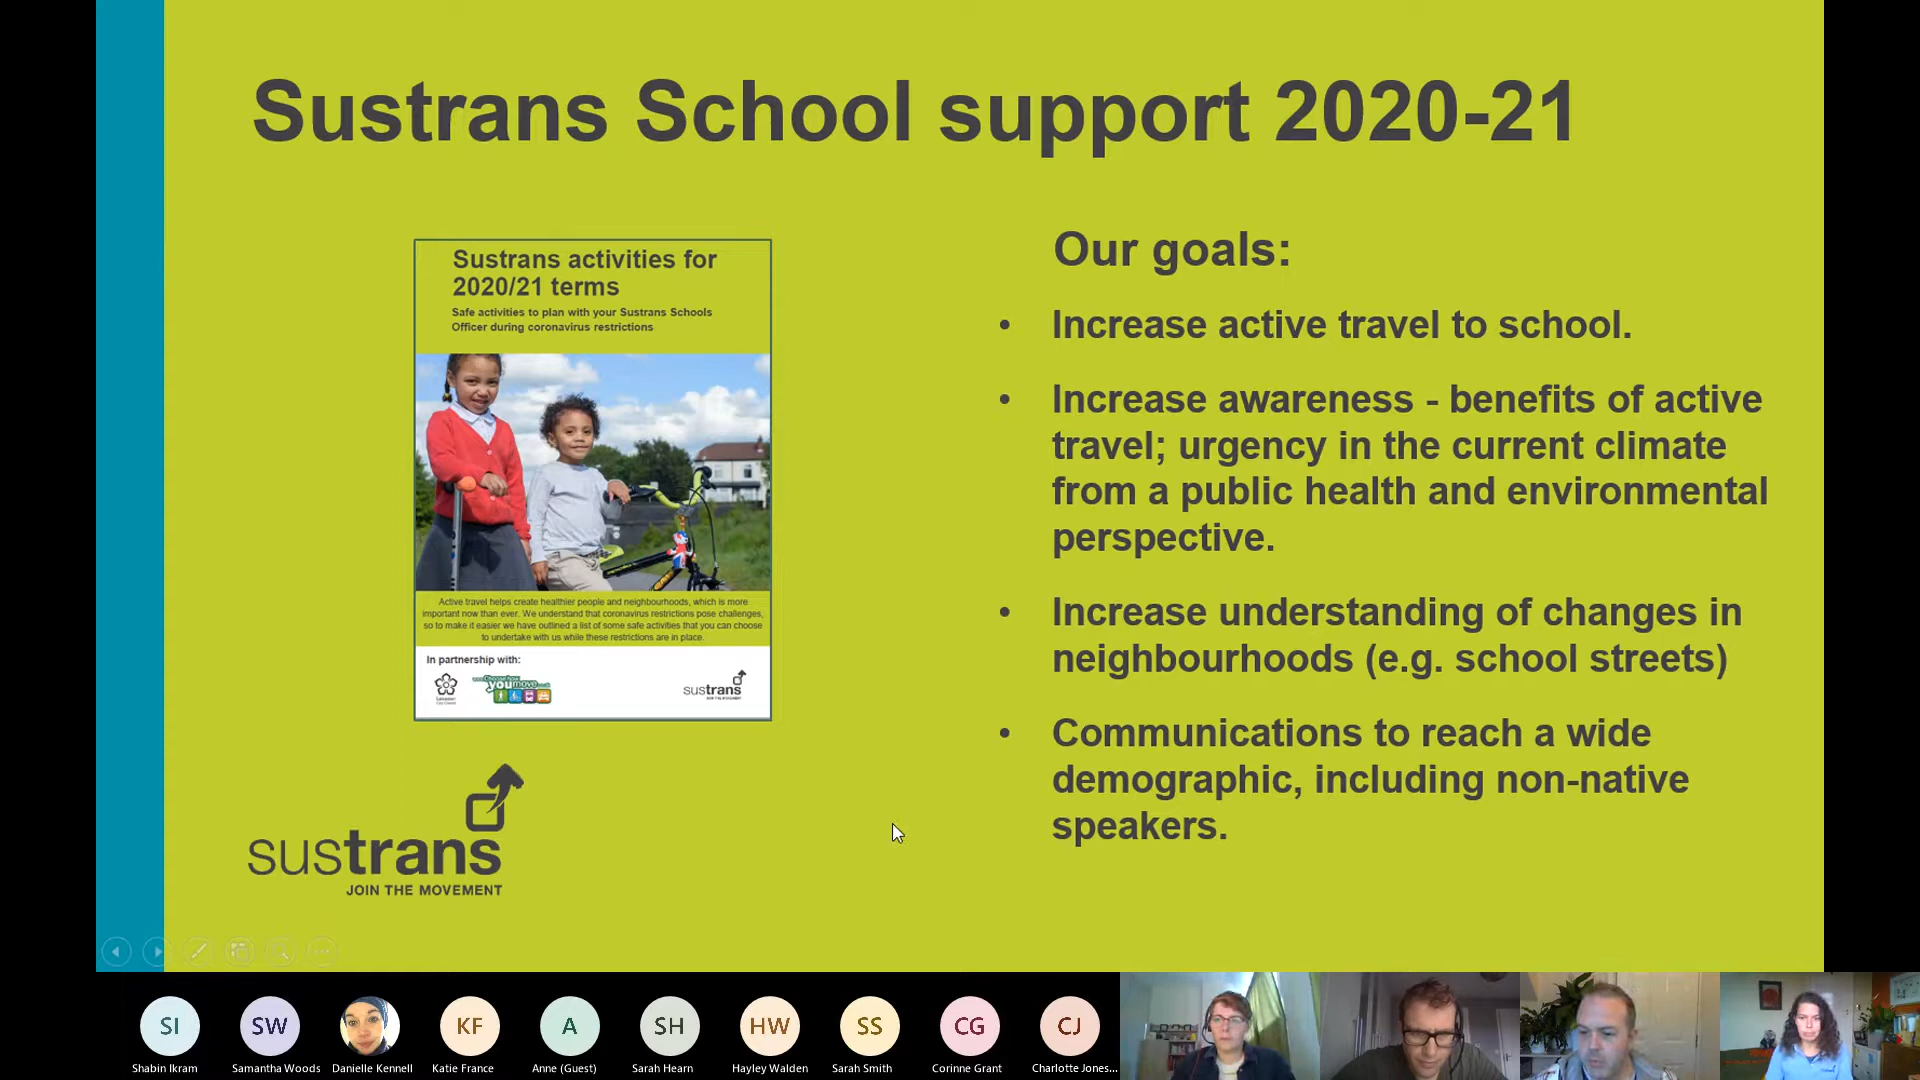 Sustrans School support 2020-21
Sustrans activities for
2020/21 terms
Safe activities to plan with your Sustrans Schools
Officer during coronavirus restrictions
Active travel helps create healthier people and neighbourhoods, which is more
important now than ever. We understand that coronavirus restrictions pose challenges,
so to make it easier we have outlined a list of some safe activities that you can choose
to undertake with us while these restrictions are in place.
In partnership with:
youmove
sustrans
sustrans
JOIN THE MOVEMENT
Our goals:
• Increase active travel to school.
• Increase awareness - benefits of active
travel; urgency in the current climate
from a public health and environmental
perspective.
• Increase understanding of changes in
neighbourhoods (e.g. school streets)
• Communications to reach a wide
demographic, including non-native
speakers.
SI
SW
KF
A
SH
HW
SS
CG
CJ
Shabin Ikram
Samantha Woods
Danielle Kennell
Katie France
Anne (Guest)
Sarah Hearn
Hayley Walden
Sarah Smith
Corinne Grant
Charlotte Jones...